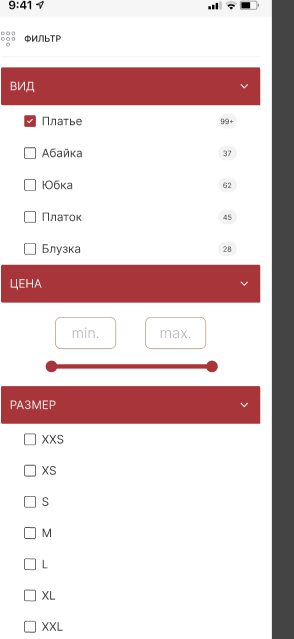 9:41
ФИЛЬТР
ВИД
Платье 99+
Абайка 37
Юбка 62
Платок 45
Блузка 28
ЦЕНА
min. max.
РАЗМЕР
XXS
XS
S
M
L
XL
XXL